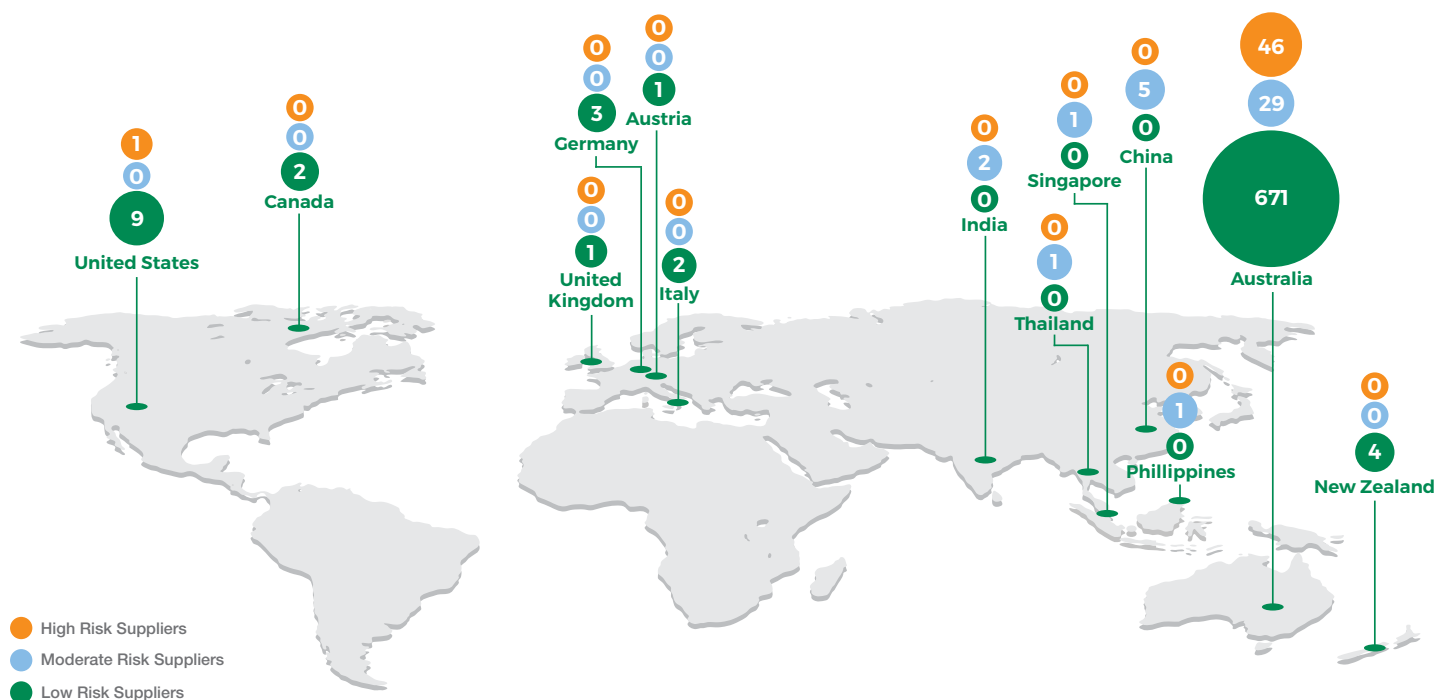 0
0
1
Austria
0
0
3
Germany
0
5
0
China
46
29
671
Australia
0
1
0
Singapore
0
0
2
Canada
1
0
9
United States
0
2
0
India
0
0
1
United
Kingdom
0
0
2
Italy
0
1
0
Thailand
0
1
0
Phillippines
0
0
4
New Zealand
High Risk Suppliers
Moderate Risk Suppliers
Low Risk Suppliers